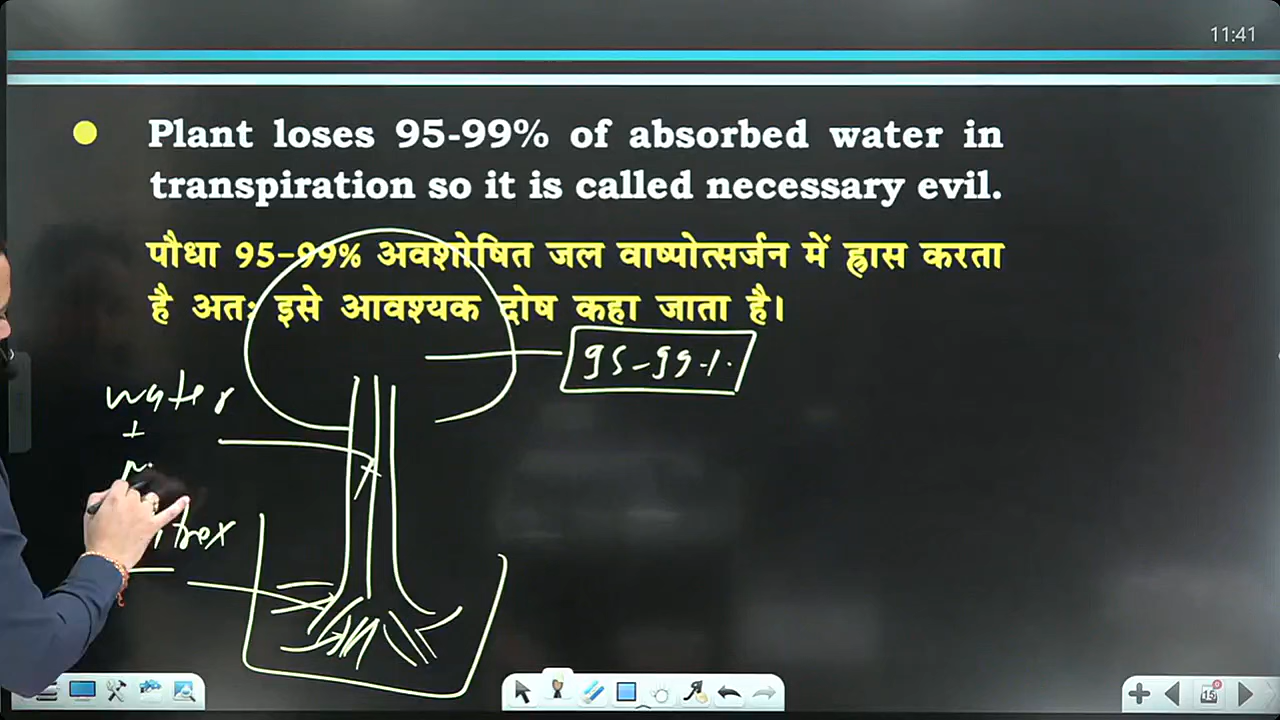 11:41
Plant loses 95-99% of absorbed water in
transpiration so it is called necessary evil.
पौधा 95–99% अवशोषित जल वाष्पोत्सर्जन में ह्रास करता
है अतः इसे आवश्यक दोष कहा जाता है।
95-99%
water
+
15